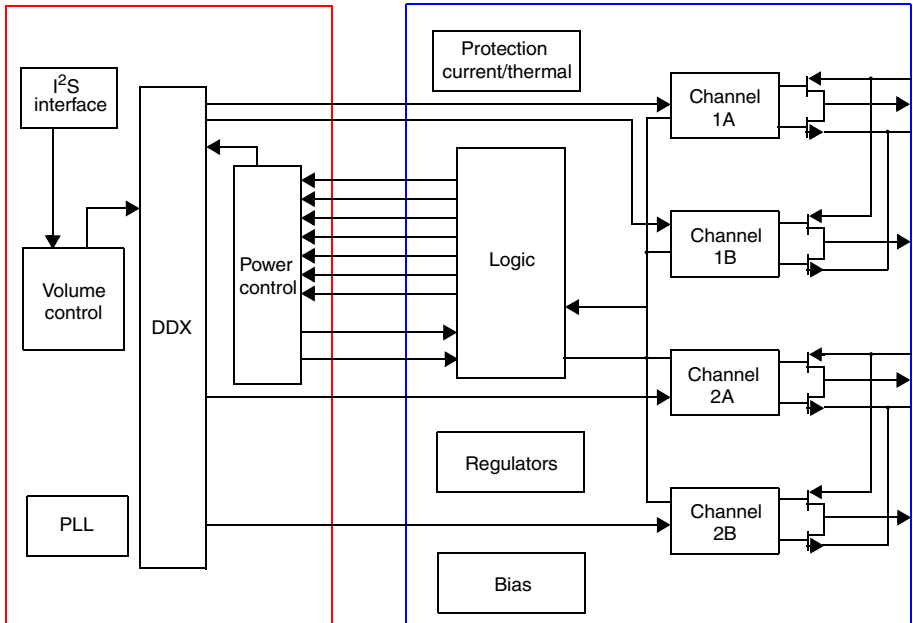 I²S
interface
Volume
control
PLL
DDX
Power
control
Protection
current/thermal
Logic
Regulators
Bias
Channel
1A
Channel
1B
Channel
2A
Channel
2B